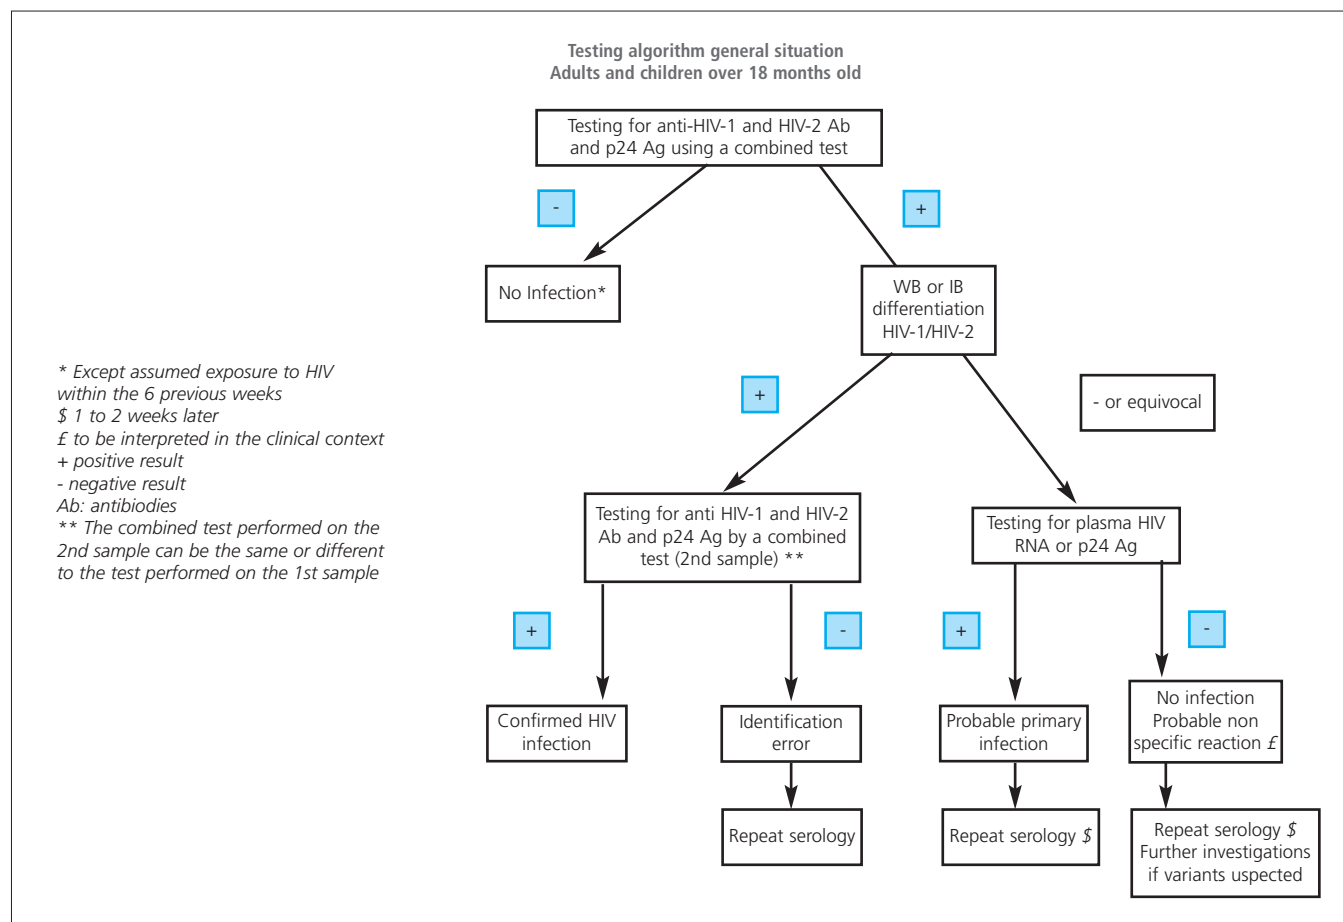 Testing algorithm general situation
Adults and children over 18 months old
Testing for anti-HIV-1 and HIV-2 Ab
and p24 Ag using a combined test
-
+
No Infection*
WB or IB
differentiation
HIV-1/HIV-2
* Except assumed exposure to HIV
within the 6 previous weeks
$ 1 to 2 weeks later
£ to be interpreted in the clinical context
+ positive result
- negative result
Ab: antibodies
** The combined test performed on the
2nd sample can be the same or different
to the test performed on the 1st sample
+
- or equivocal
Testing for anti HIV-1 and HIV-2
Ab and p24 Ag by a combined
test (2nd sample) **
Testing for plasma HIV
RNA or p24 Ag
+
-
+
-
Confirmed HIV
infection
Identification
error
Probable primary
infection
No infection
Probable non
specific reaction £
Repeat serology
Repeat serology $
Repeat serology $
Further investigations
if variants uspected